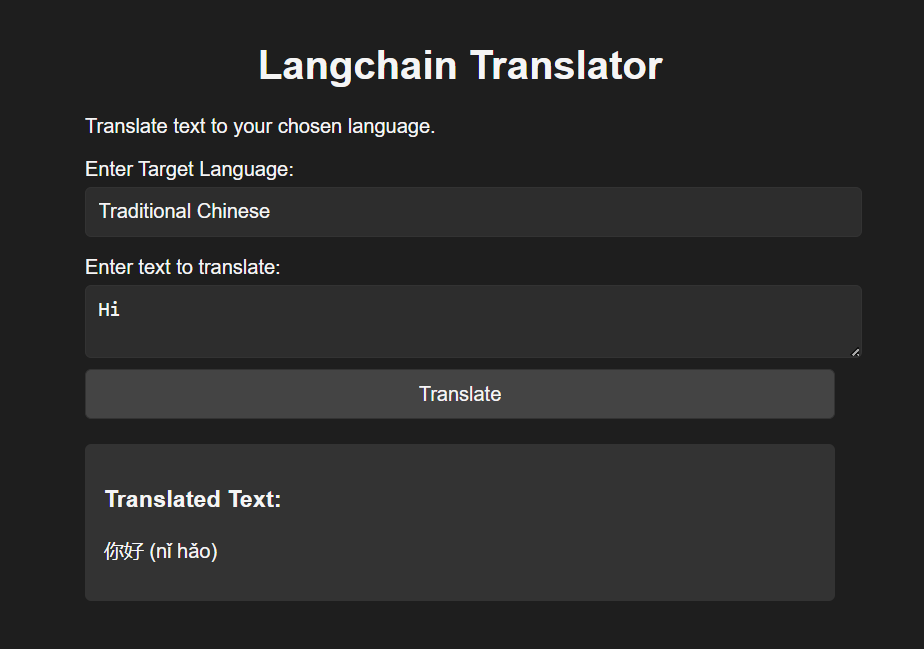 Langchain Translator
Translate text to your chosen language.
Enter Target Language:
Traditional Chinese
Enter text to translate:
Hi
Translate
Translated Text:
你好 (nǐ hǎo)